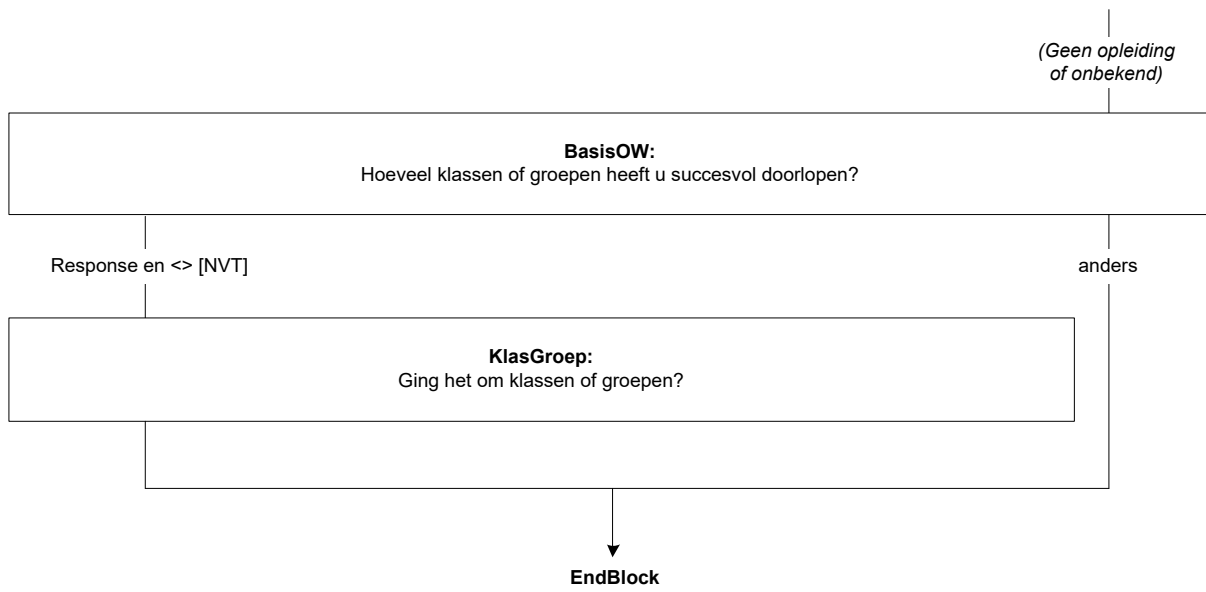 (Geen opleiding
of onbekend)
BasisOW:
Hoeveel klassen of groepen heeft u succesvol doorlopen?
Response en <> [NVT]
anders
KlasGroep:
Ging het om klassen of groepen?
EndBlock